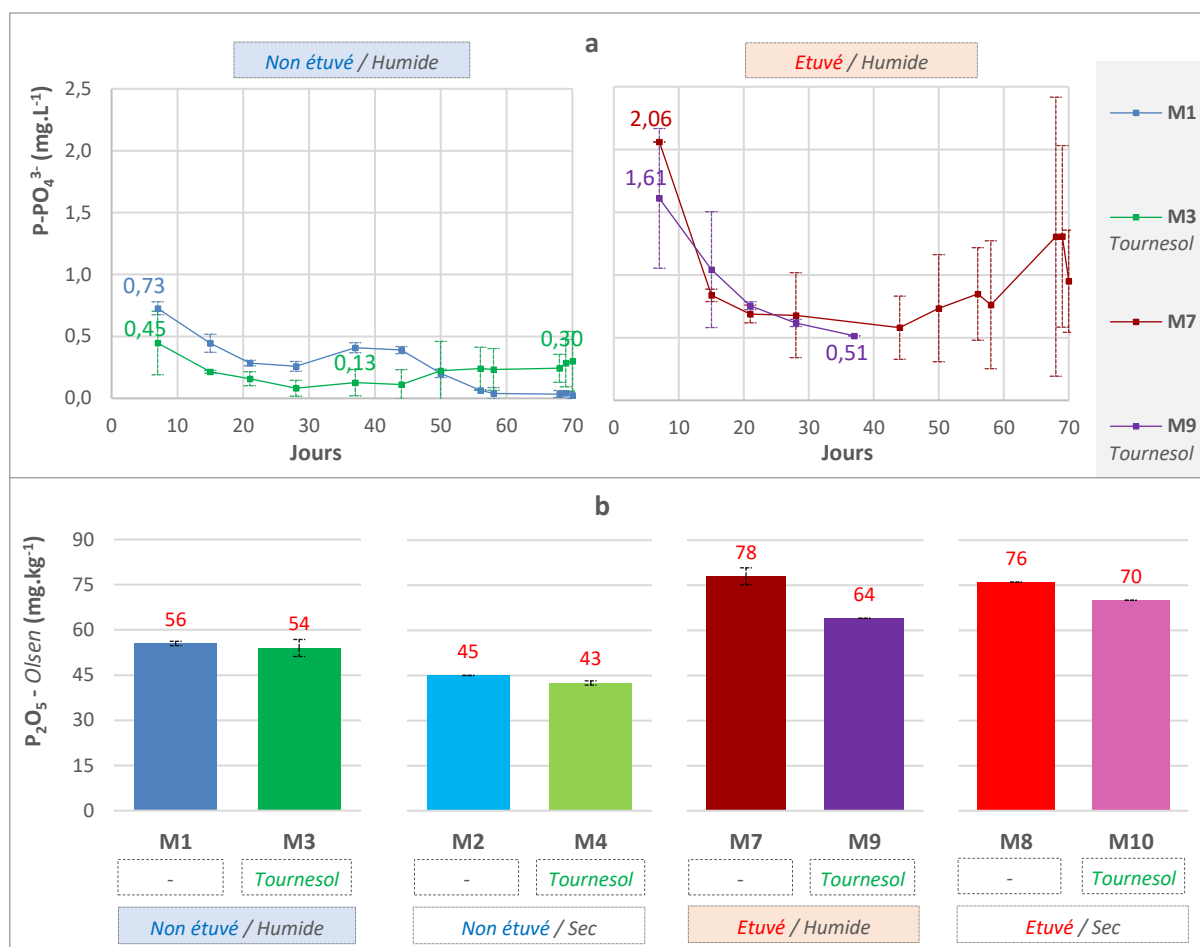 a
Non étuvé / Humide
Etuvé / Humide
P-PO₄³⁻ (mg.L⁻¹)
2,5
2,0
1,5
1,0
0,5
0,0
0,73
0,45
0,13
0,30
0 10 20 30 40 50 60 70
Jours
2,06
1,61
0,51
0 10 20 30 40 50 60 70
Jours
M1
M3
Tournesol
M7
M9
Tournesol
b
P₂O₅ - Olsen (mg.kg⁻¹)
90
75
60
45
30
15
0
56 54 45 43 78 64 76 70
M1 M3 M2 M4 M7 M9 M8 M10
- Tournesol - Tournesol - Tournesol - Tournesol
Non étuvé / Humide
Non étuvé / Sec
Etuvé / Humide
Etuvé / Sec